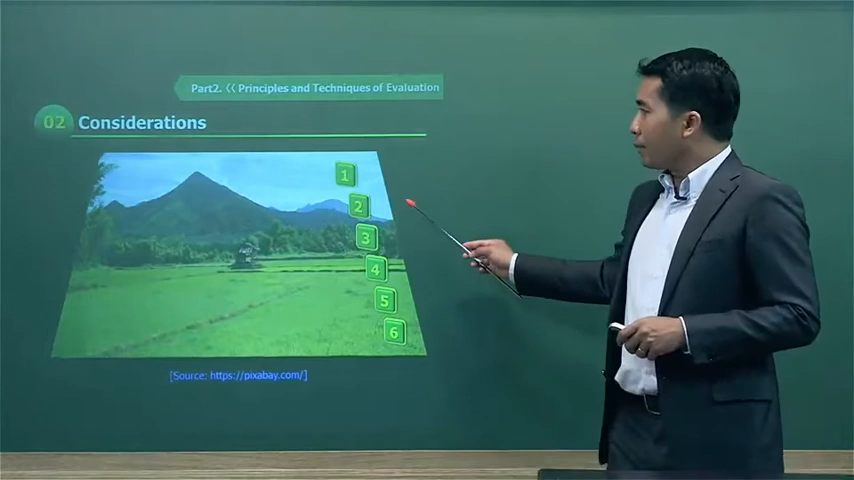 Part2. 《 Principles and Techniques of Evaluation
02 Considerations
1
2
3
4
5
6
[Source: https://pixabay.com/]